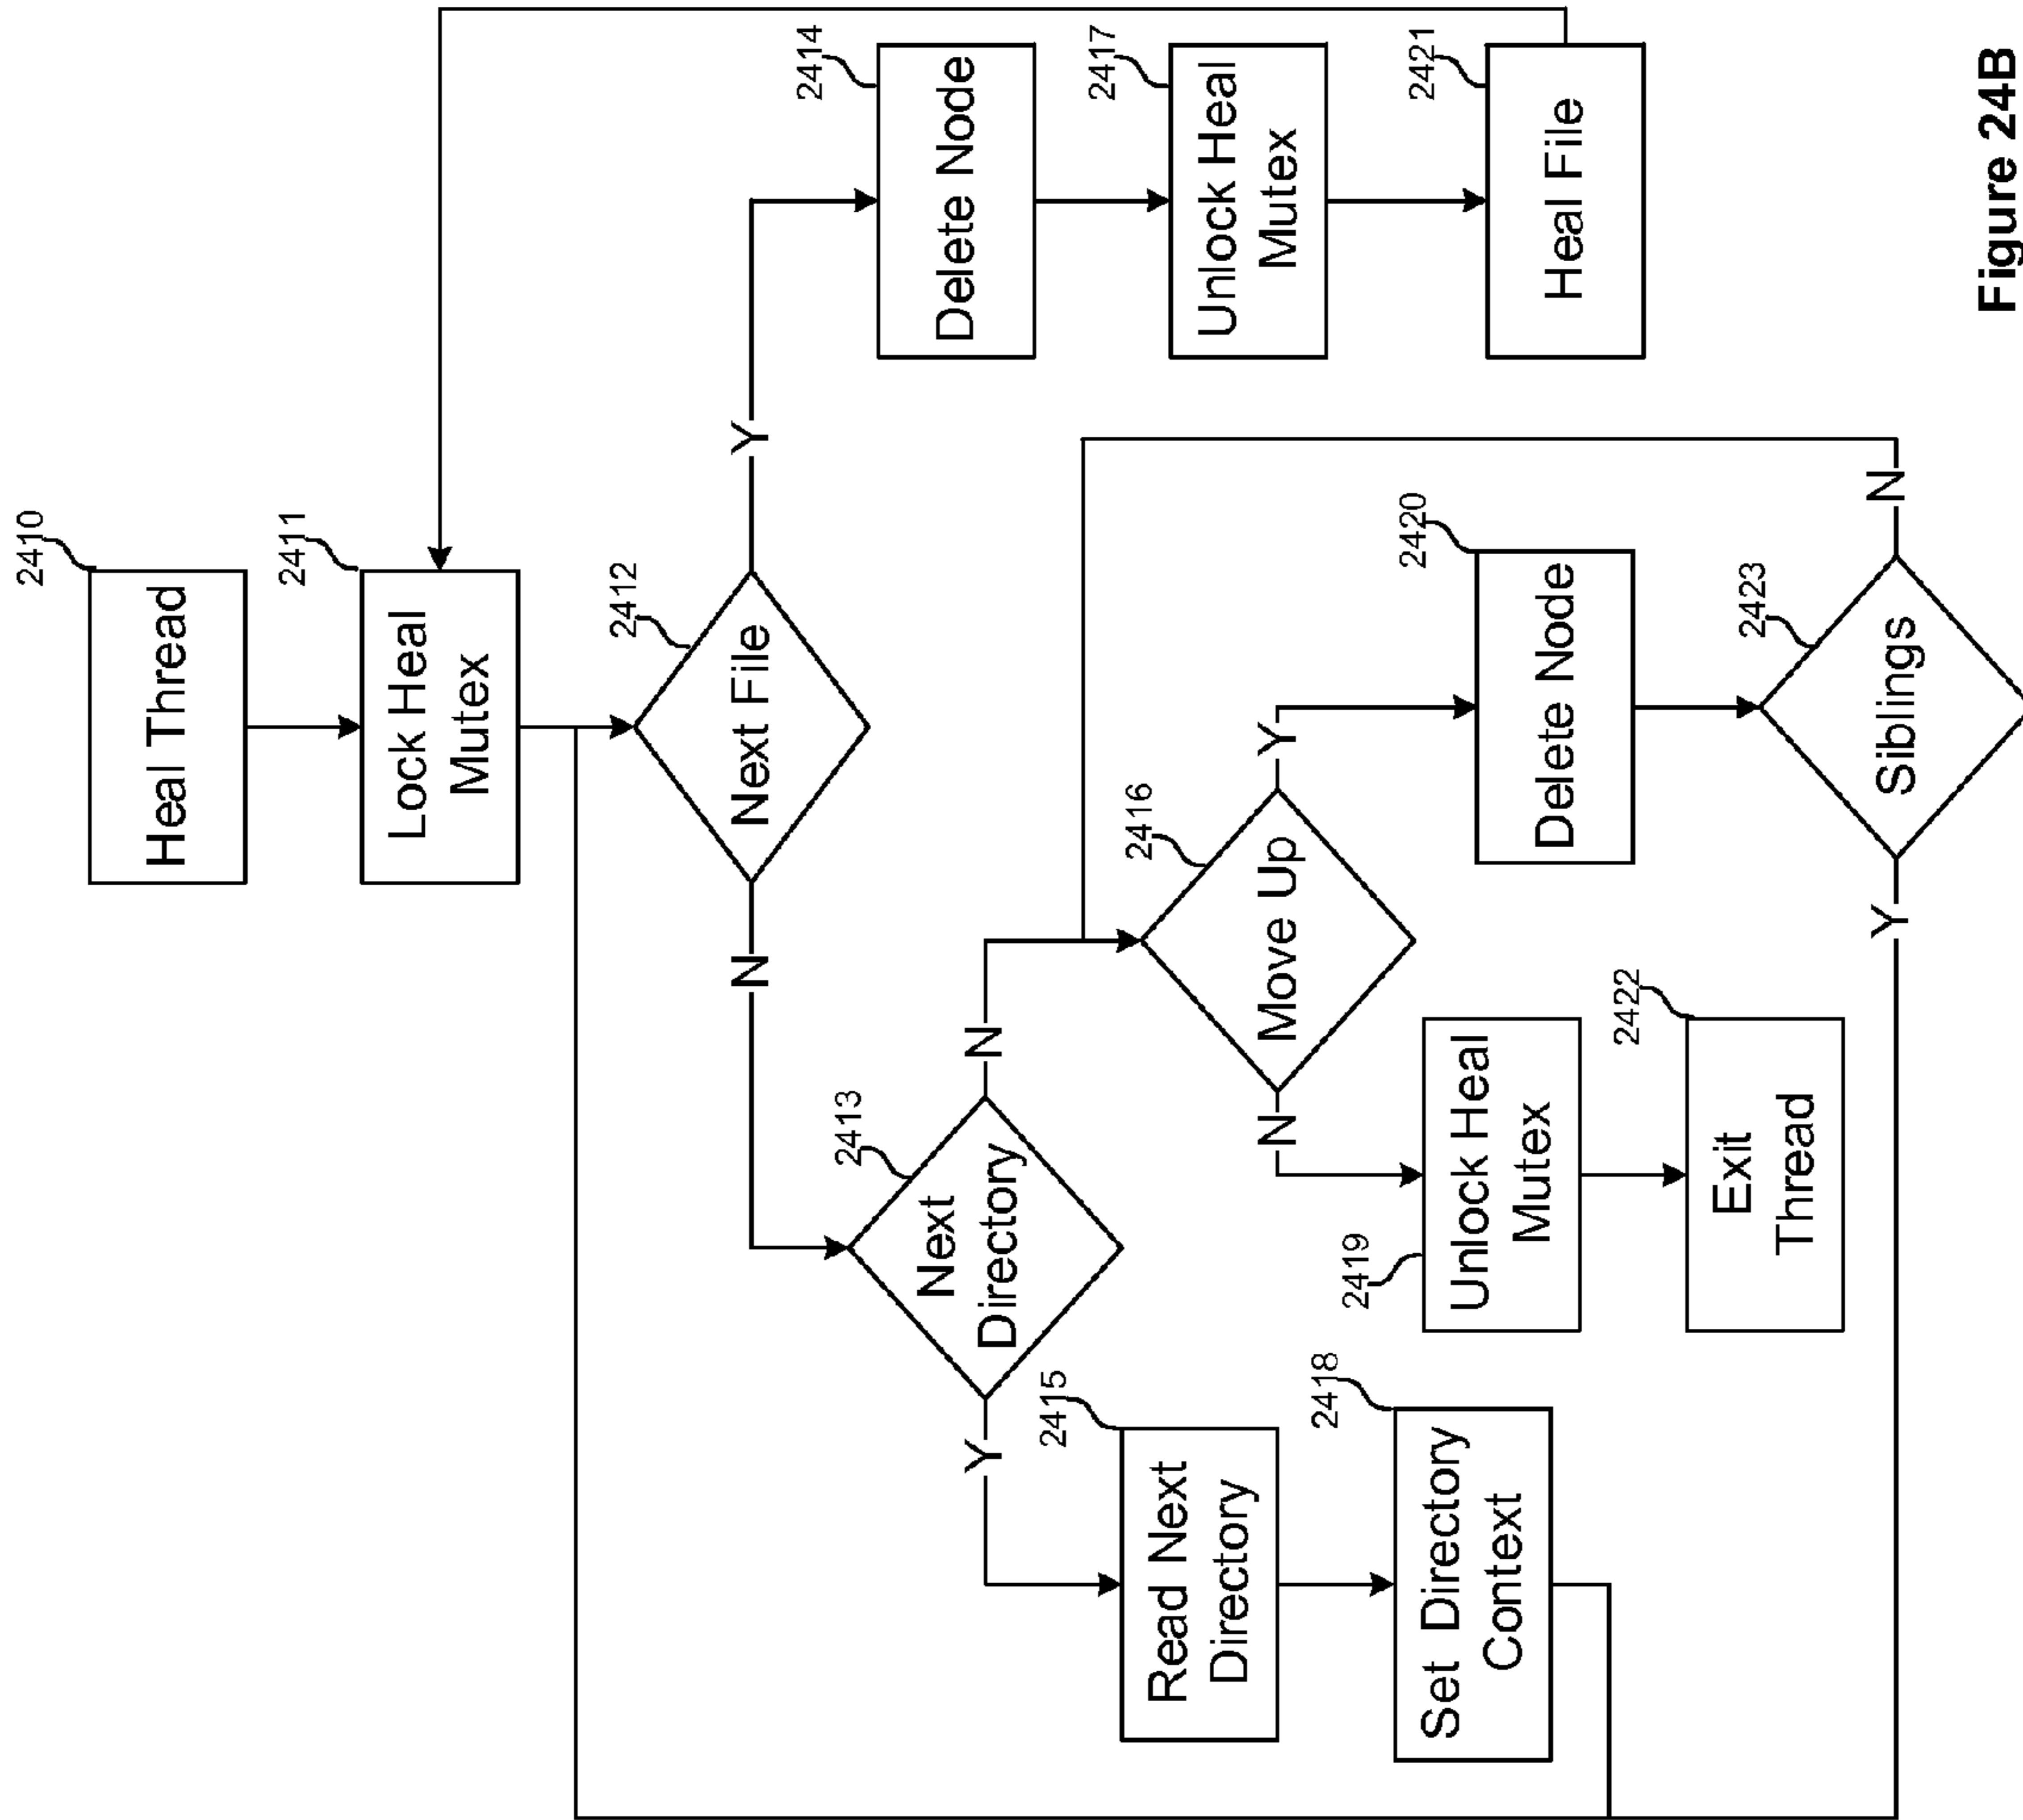 2410
Heal Thread
2411
Lock Heal
Mutex
2412
Next File
N
Y
2413
Next
Directory
Y
N
2414
Delete Node
2415
Read Next
Directory
2416
Move Up
N
Y
2417
Unlock Heal
Mutex
2418
Set Directory
Context
2419
Unlock Heal
Mutex
2420
Delete Node
2421
Heal File
2422
Exit
Thread
2423
Siblings
Y
N
Figure 24B